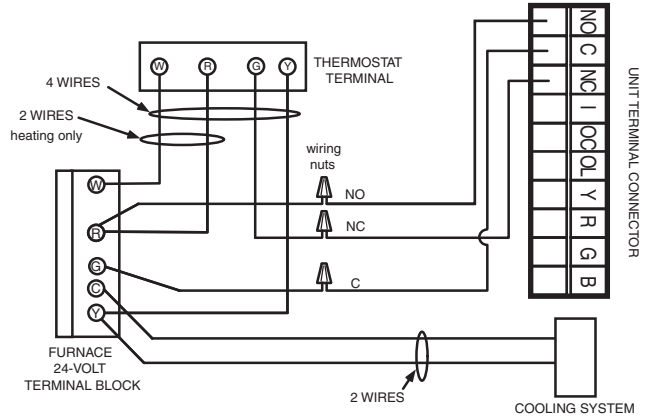 W R G Y
THERMOSTAT
TERMINAL
4 WIRES
2 WIRES
heating only
wiring
nuts
NO
NC
C
W
R
G
C
Y
FURNACE
24-VOLT
TERMINAL BLOCK
2 WIRES
COOLING SYSTEM
NO
C
NC
I
OC
OL
Y
R
G
B
UNIT TERMINAL CONNECTOR